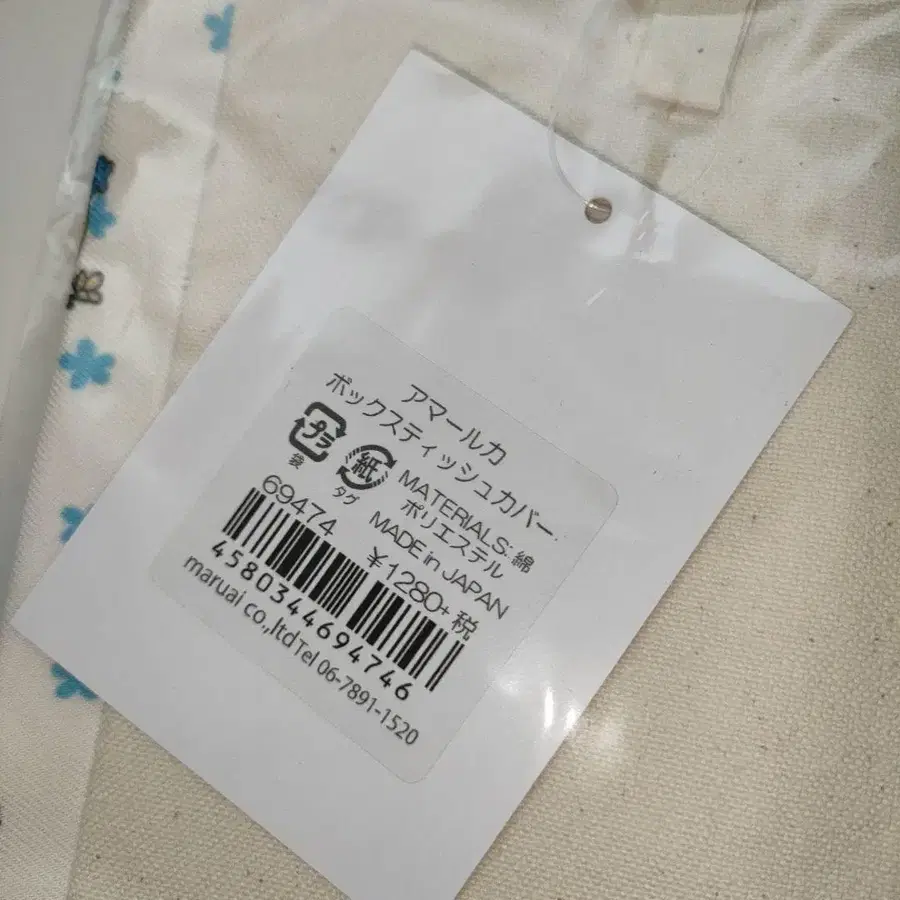 アマールカ
ボックスティッシュカバー.
プラ 袋
紙 タグ
MATERIALS: 綿
ポリエステル
MADE in JAPAN
69474
¥1280+ 税
4580344694746
maruai co.,ltd Tel 06-7891-1520